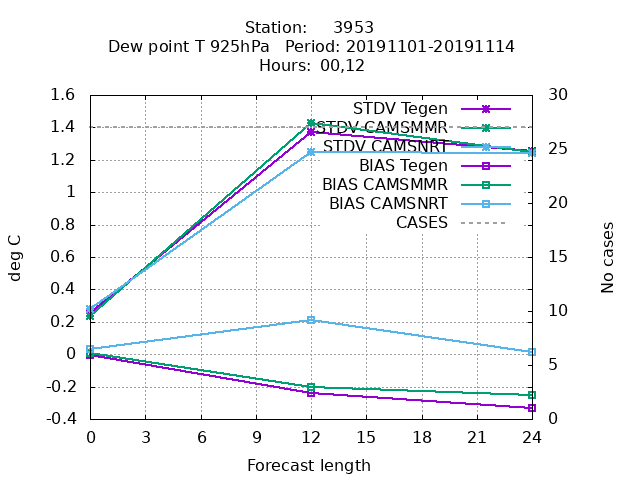 Station:     3953
Dew point T 925hPa   Period: 20191101-20191114
Hours: 00,12
1.6
1.4
1.2
1
0.8
0.6
0.4
0.2
0
-0.2
-0.4
deg C
STDV Tegen
STDV CAMSMMR
STDV CAMSNRT
BIAS Tegen
BIAS CAMSMMR
BIAS CAMSNRT
CASES
30
25
20
15
10
5
0
No cases
0 3 6 9 12 15 18 21 24
Forecast length